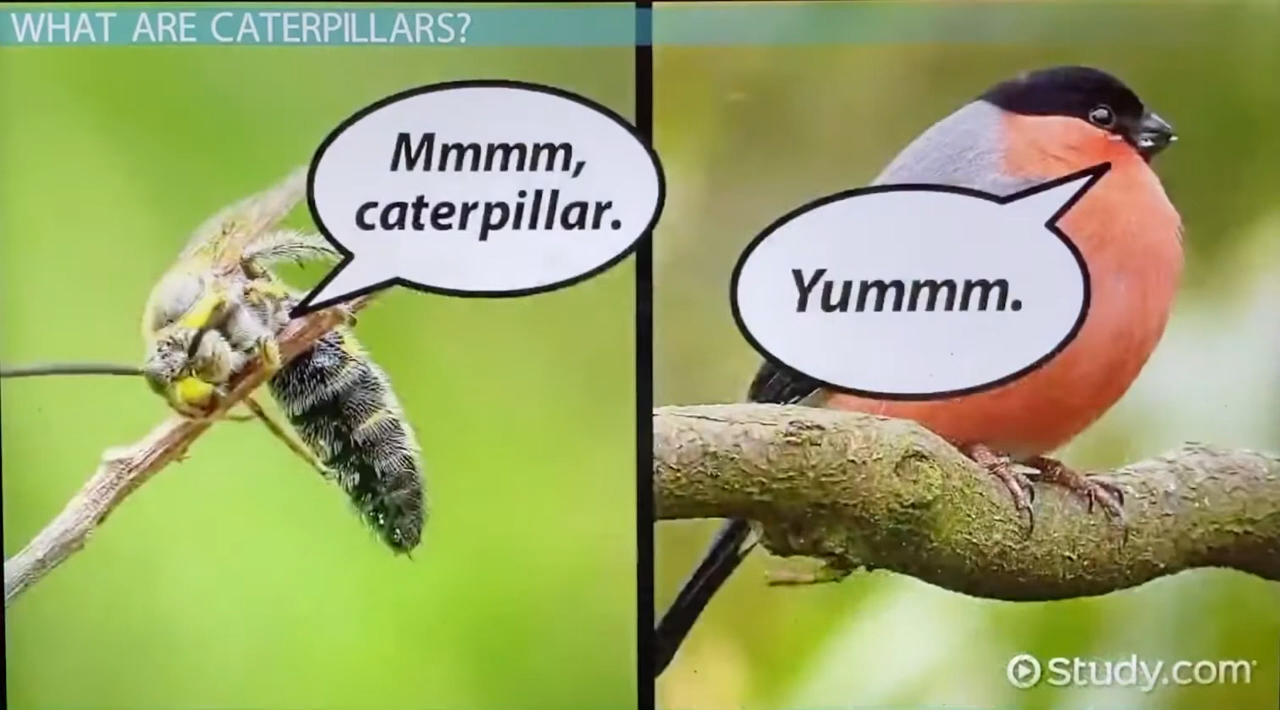 WHAT ARE CATERPILLARS?
Mmmm,
caterpillar.
Yummm.
Study.com